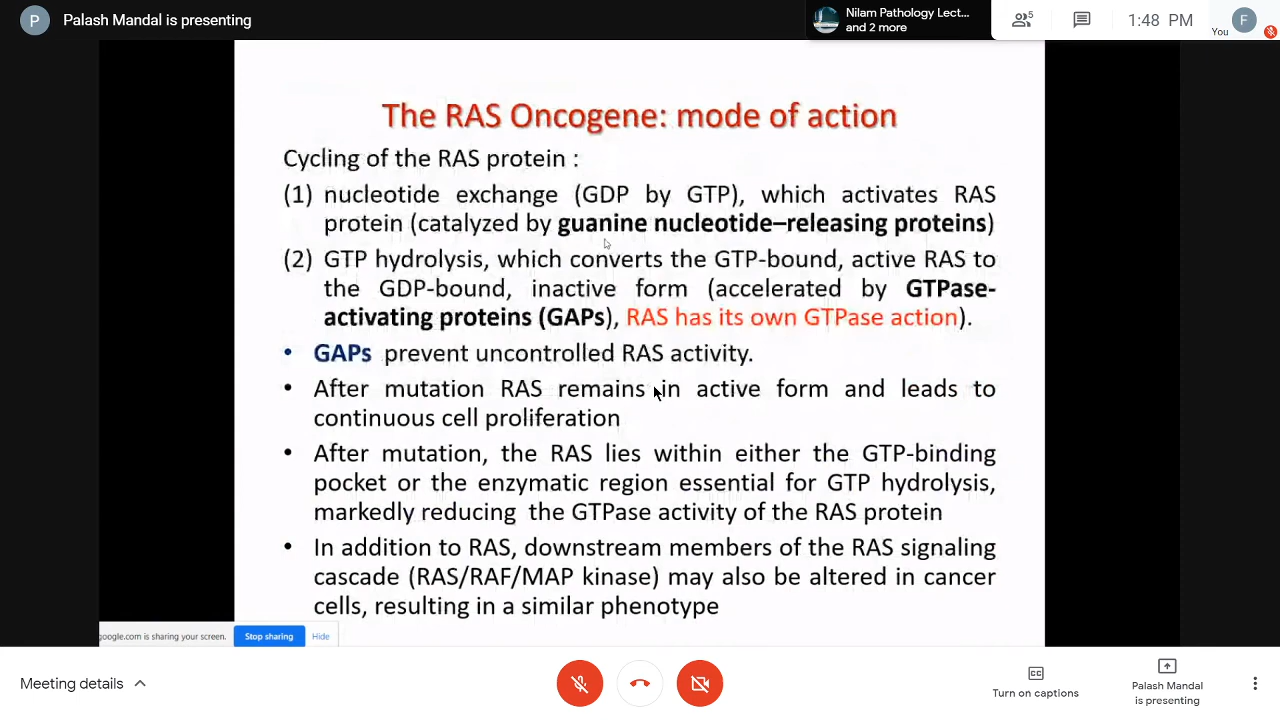 P Palash Mandal is presenting
Nilam Pathology Lect...
and 2 more
5
1:48 PM
You
F
The RAS Oncogene: mode of action
Cycling of the RAS protein :
(1) nucleotide exchange (GDP by GTP), which activates RAS
protein (catalyzed by guanine nucleotide–releasing proteins)
(2) GTP hydrolysis, which converts the GTP-bound, active RAS to
the GDP-bound, inactive form (accelerated by GTPase-
activating proteins (GAPs), RAS has its own GTPase action).
• GAPs prevent uncontrolled RAS activity.
• After mutation RAS remains in active form and leads to
continuous cell proliferation
• After mutation, the RAS lies within either the GTP-binding
pocket or the enzymatic region essential for GTP hydrolysis,
markedly reducing the GTPase activity of the RAS protein
• In addition to RAS, downstream members of the RAS signaling
cascade (RAS/RAF/MAP kinase) may also be altered in cancer
cells, resulting in a similar phenotype
google.com is sharing your screen. Stop sharing Hide
Meeting details
CC
Turn on captions
Palash Mandal
is presenting